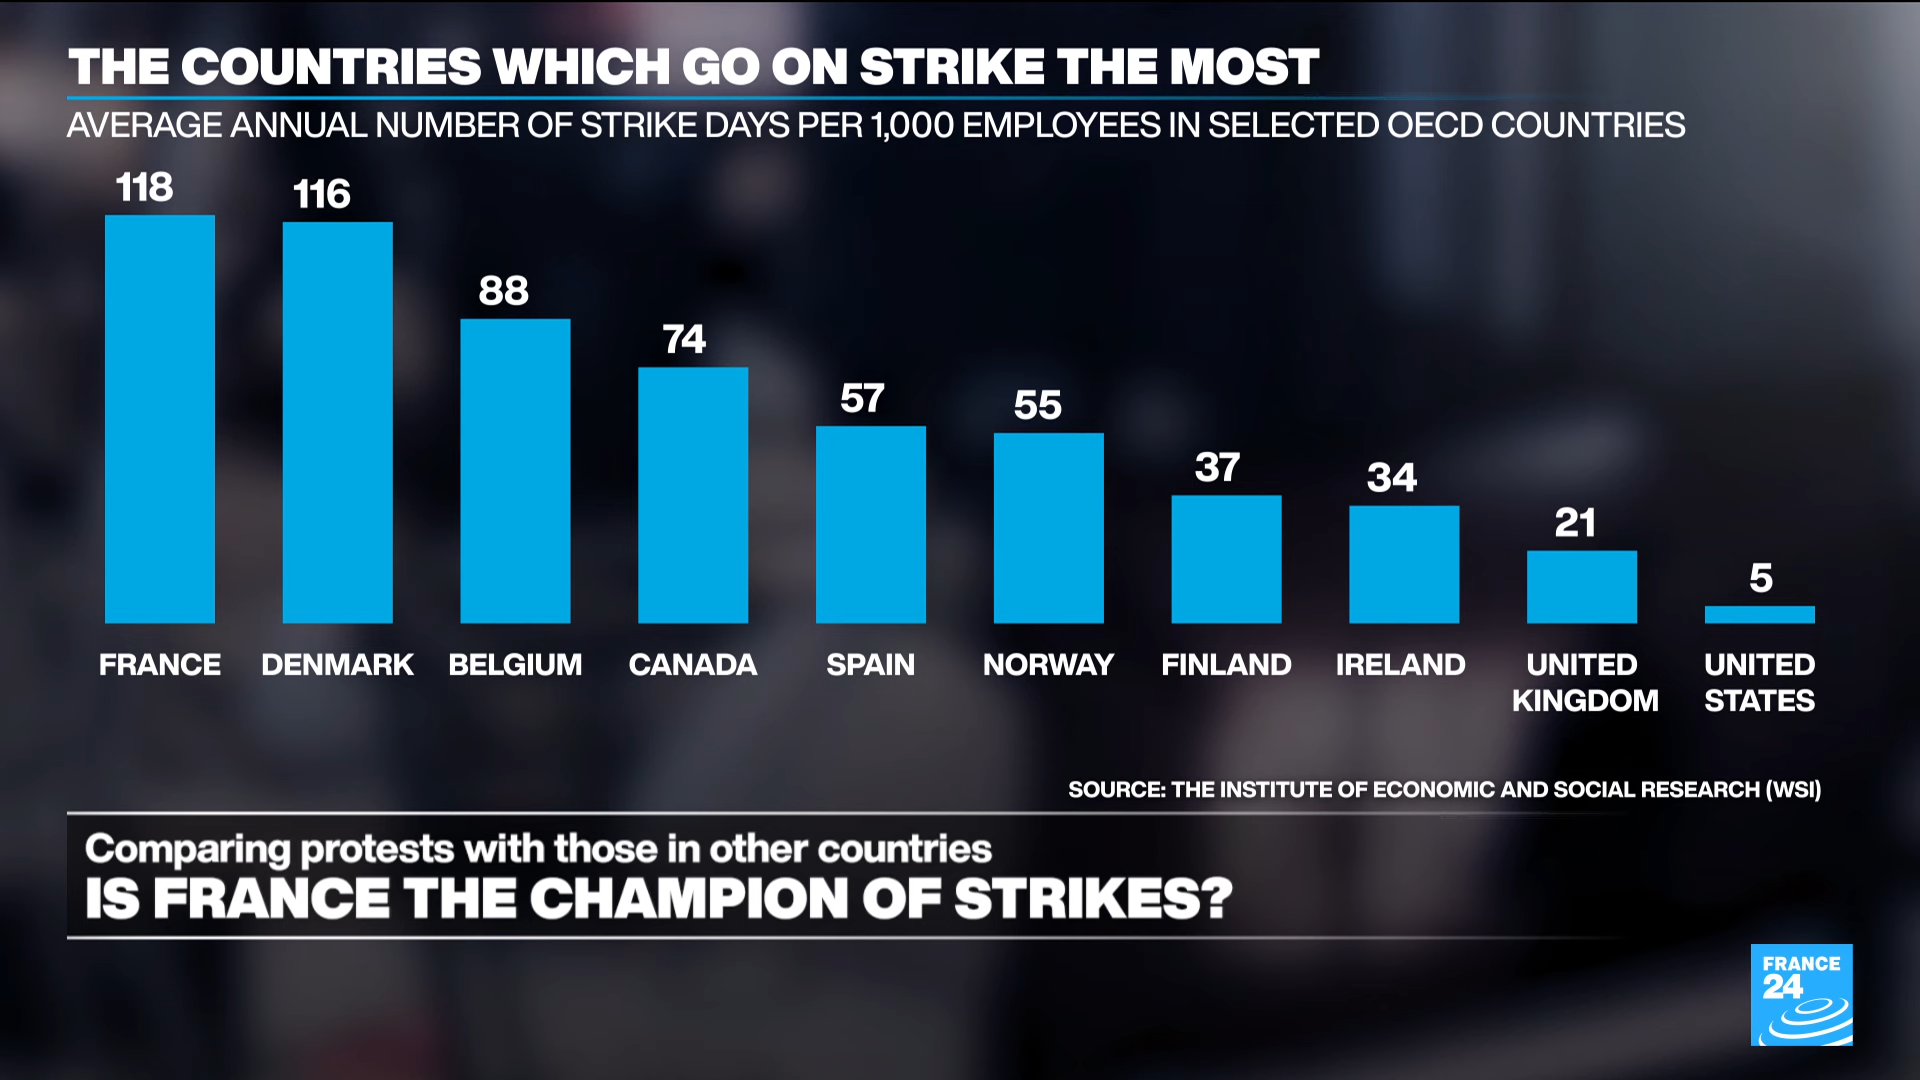 THE COUNTRIES WHICH GO ON STRIKE THE MOST
AVERAGE ANNUAL NUMBER OF STRIKE DAYS PER 1,000 EMPLOYEES IN SELECTED OECD COUNTRIES
118
116
88
74
57
55
37
34
21
5
FRANCE
DENMARK
BELGIUM
CANADA
SPAIN
NORWAY
FINLAND
IRELAND
UNITED
KINGDOM
UNITED
STATES
SOURCE: THE INSTITUTE OF ECONOMIC AND SOCIAL RESEARCH (WSI)
Comparing protests with those in other countries
IS FRANCE THE CHAMPION OF STRIKES?
FRANCE
24